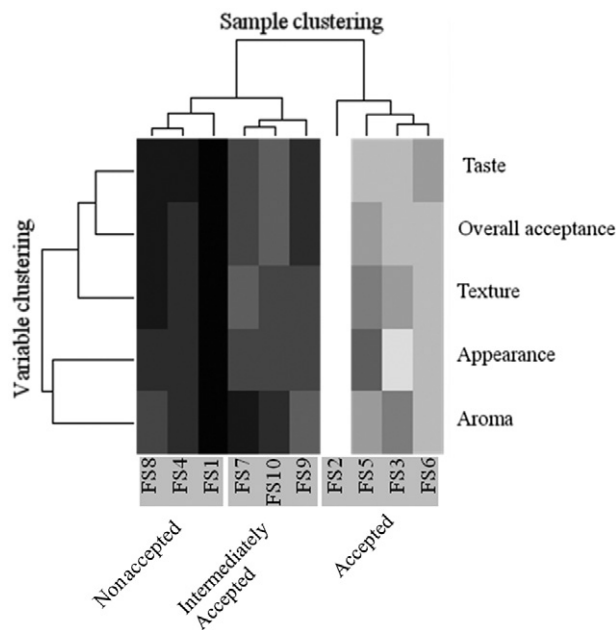 Sample clustering
Variable clustering
Taste
Overall acceptance
Texture
Appearance
Aroma
FS8
FS4
FS1
FS7
FS10
FS9
FS2
FS5
FS3
FS6
Nonaccepted
Intermediately
Accepted
Accepted